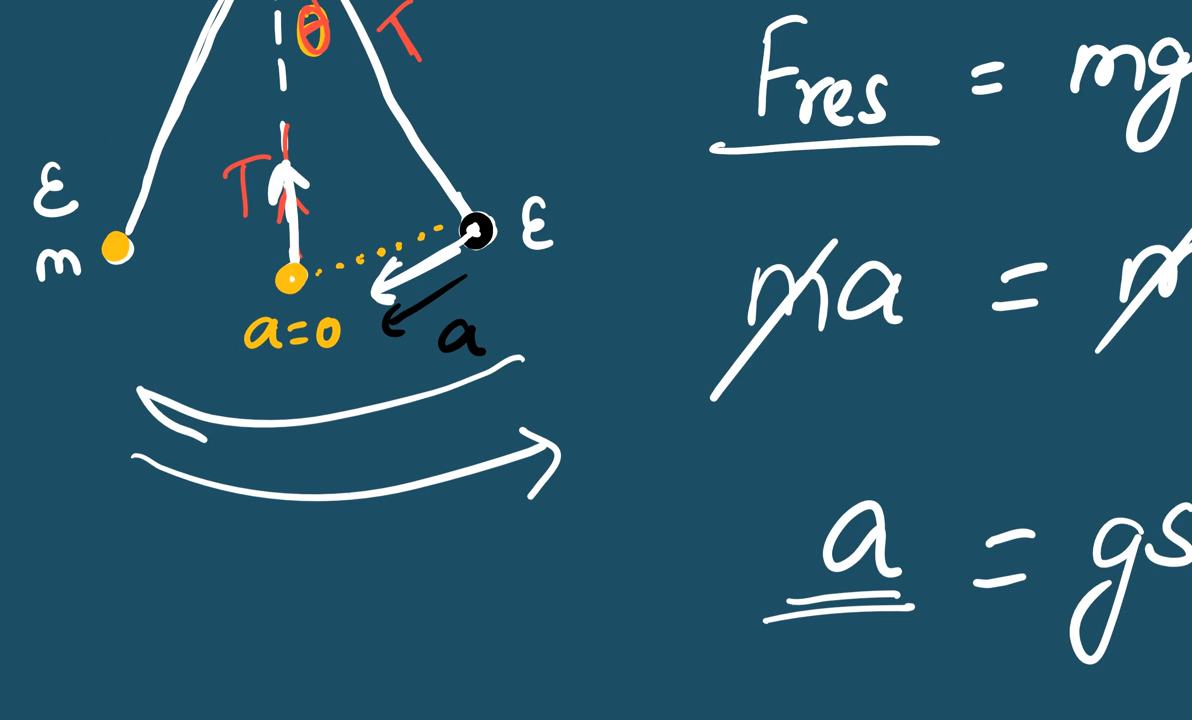 θ T
Fres = mg
T
ε ε
m
ma = m
a=0 a
a = gs